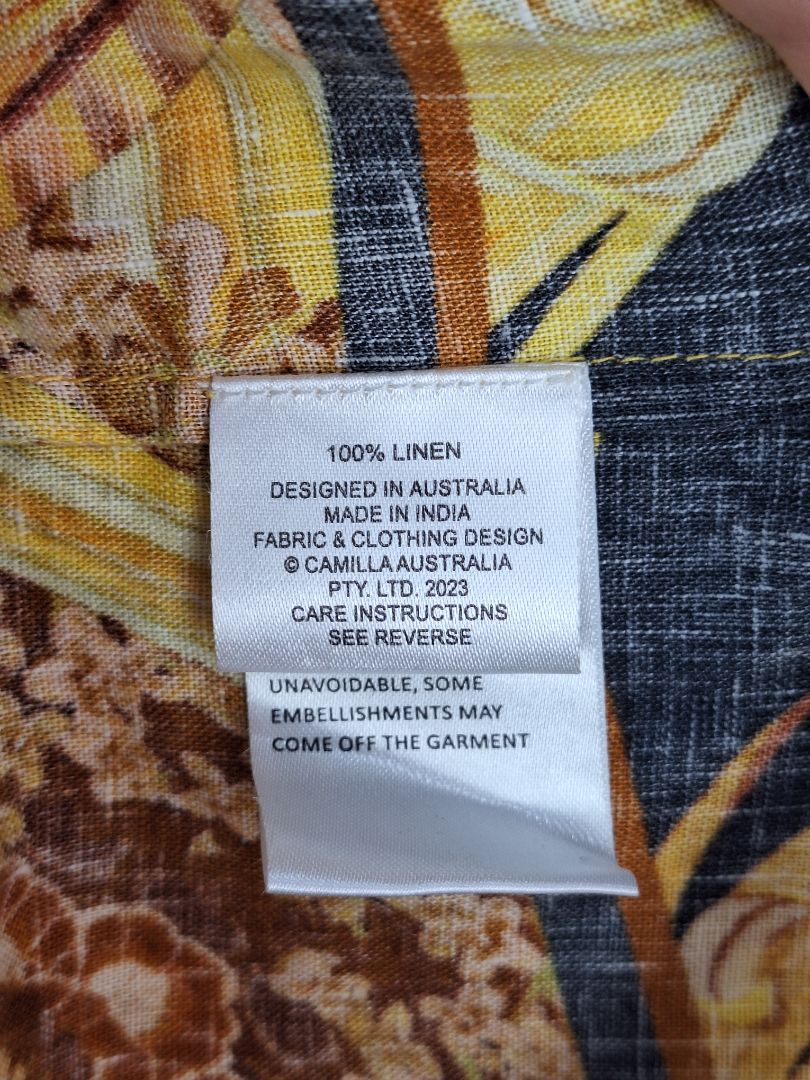 100% LINEN
DESIGNED IN AUSTRALIA
MADE IN INDIA
FABRIC & CLOTHING DESIGN
© CAMILLA AUSTRALIA
PTY. LTD. 2023
CARE INSTRUCTIONS
SEE REVERSE
UNAVOIDABLE, SOME
EMBELLISHMENTS MAY
COME OFF THE GARMENT